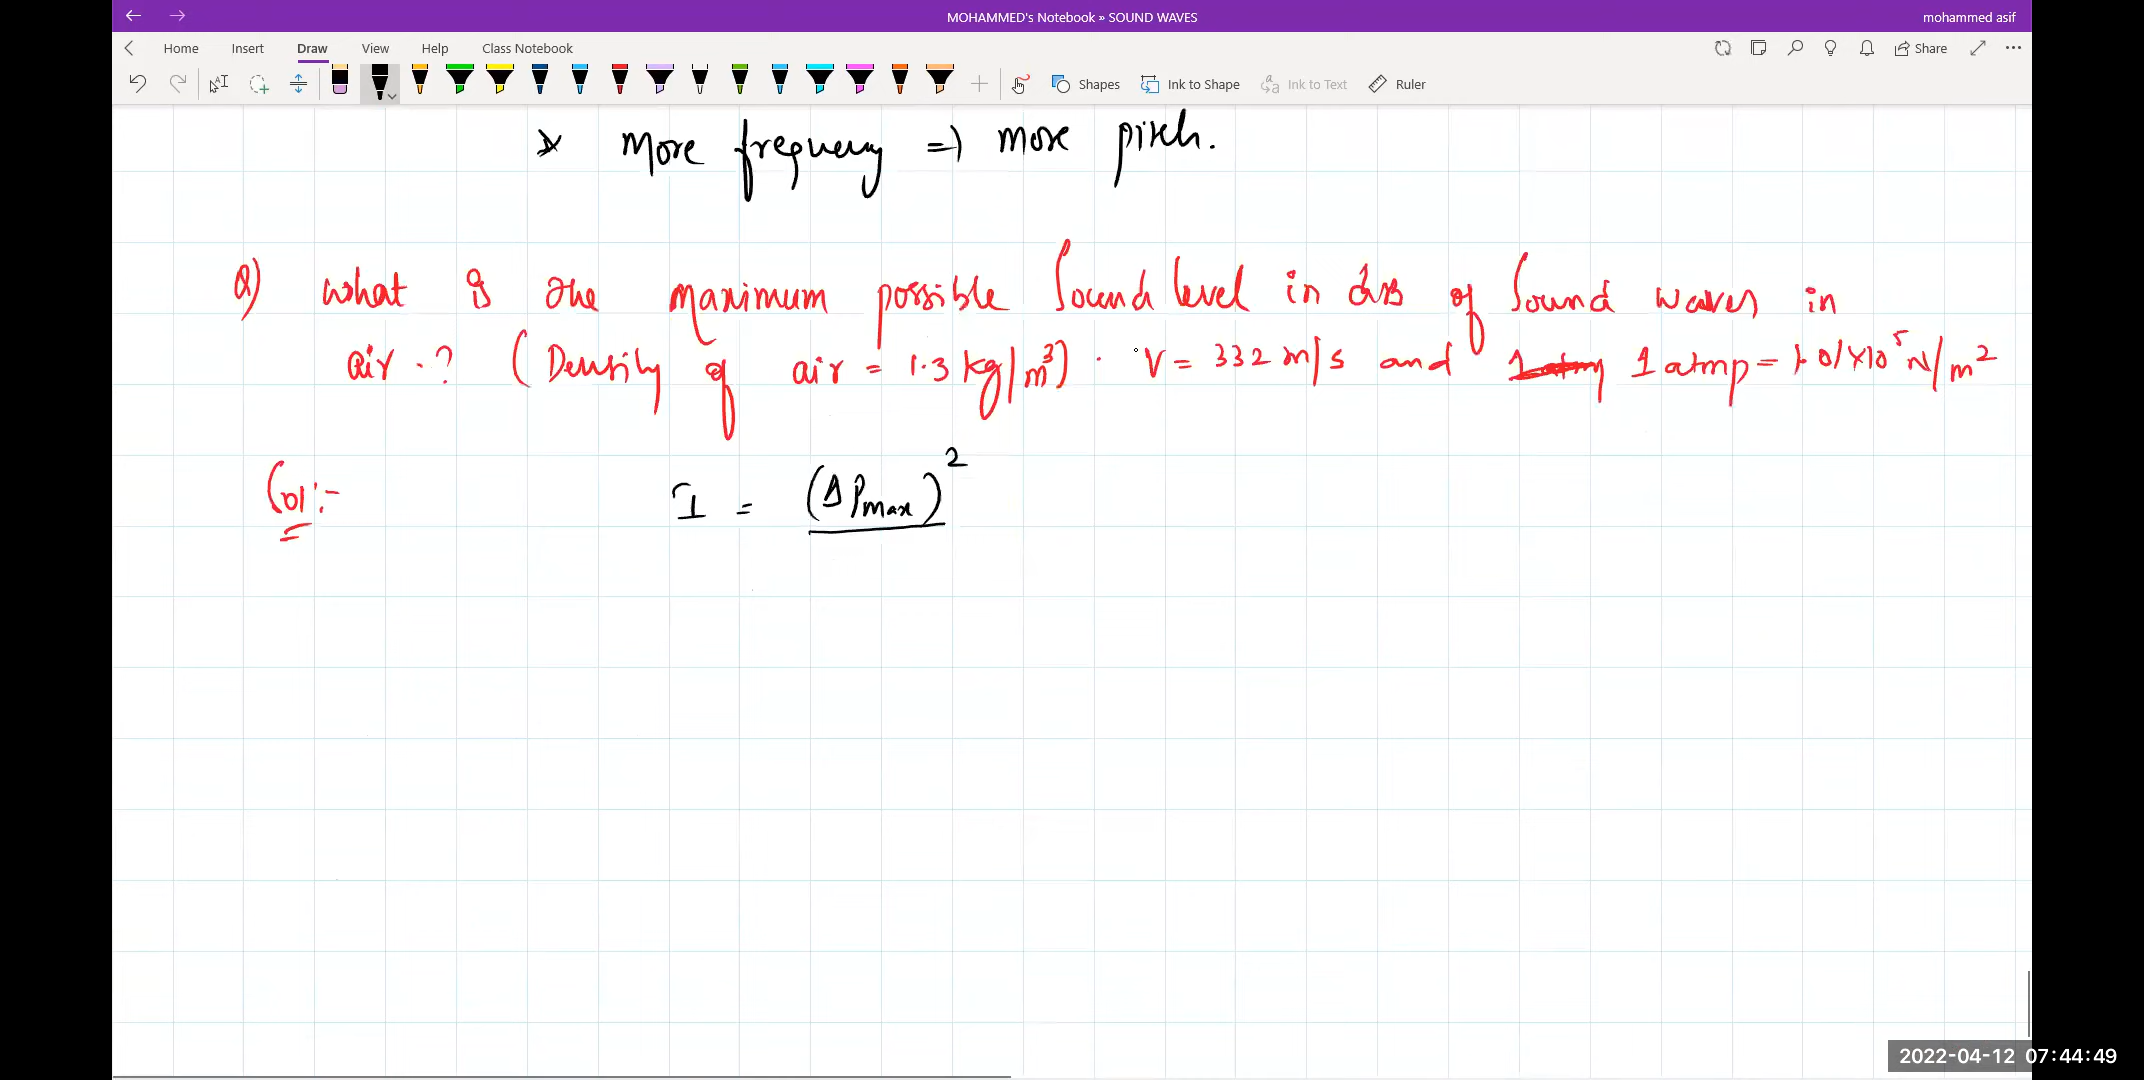 MOHAMMED's Notebook » SOUND WAVES
mohammed asif
Home Insert Draw View Help Class Notebook Share
Shapes Ink to Shape Ink to Text Ruler
* More frequency => more pitch.
Q) What is the maximum possible Sound level in dB of Sound waves in
air.? (Density of air = 1.3 kg/m³). V = 332 m/s and 1 atmp = 1.01×10⁵ N/m²
Sol:-
I = (ΔPmax)²
2022-04-12 07:44:49